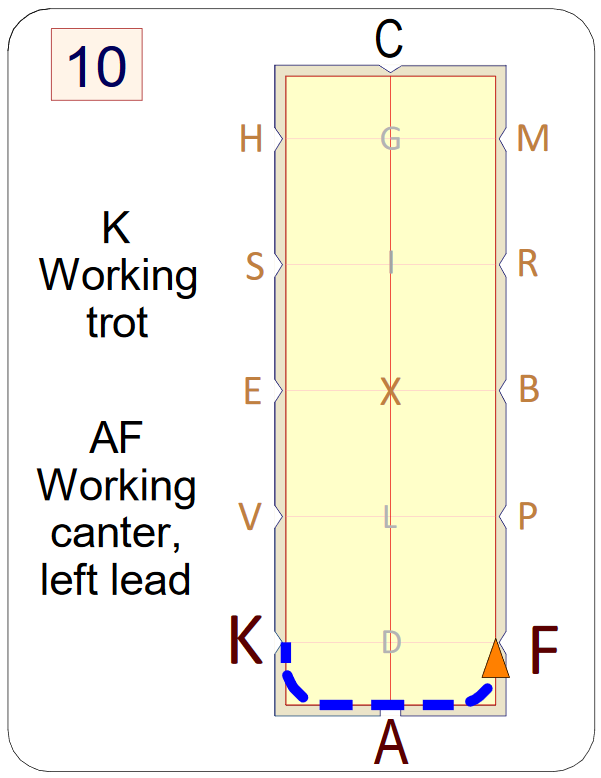 10
C
H G M
K
Working
trot
S I R
E X B
AF
Working
canter,
left lead
V L P
K D F
A